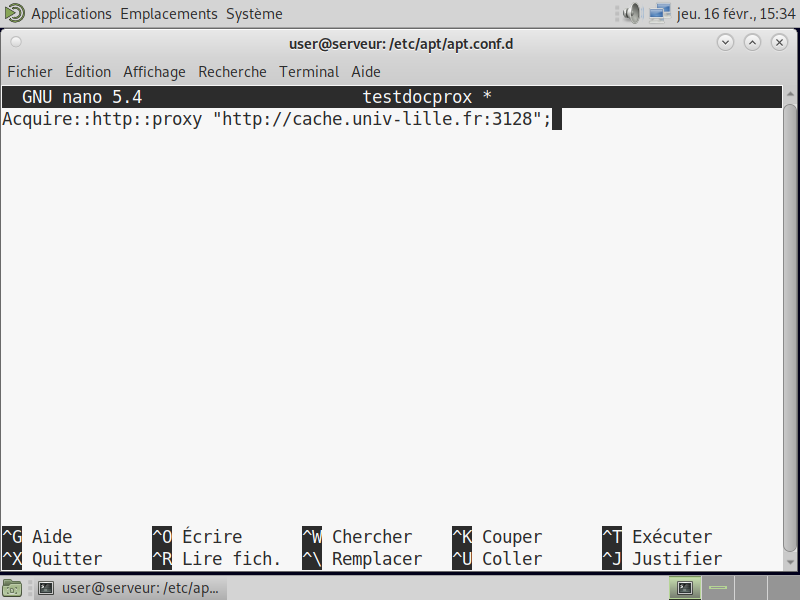 Applications Emplacements Système jeu. 16 févr., 15:34
user@serveur: /etc/apt/apt.conf.d
Fichier Édition Affichage Recherche Terminal Aide
GNU nano 5.4 testdocprox *
Acquire::http::proxy "http://cache.univ-lille.fr:3128";
^G Aide ^O Écrire ^W Chercher ^K Couper ^T Exécuter
^X Quitter ^R Lire fich. ^\ Remplacer ^U Coller ^J Justifier
user@serveur: /etc/ap...